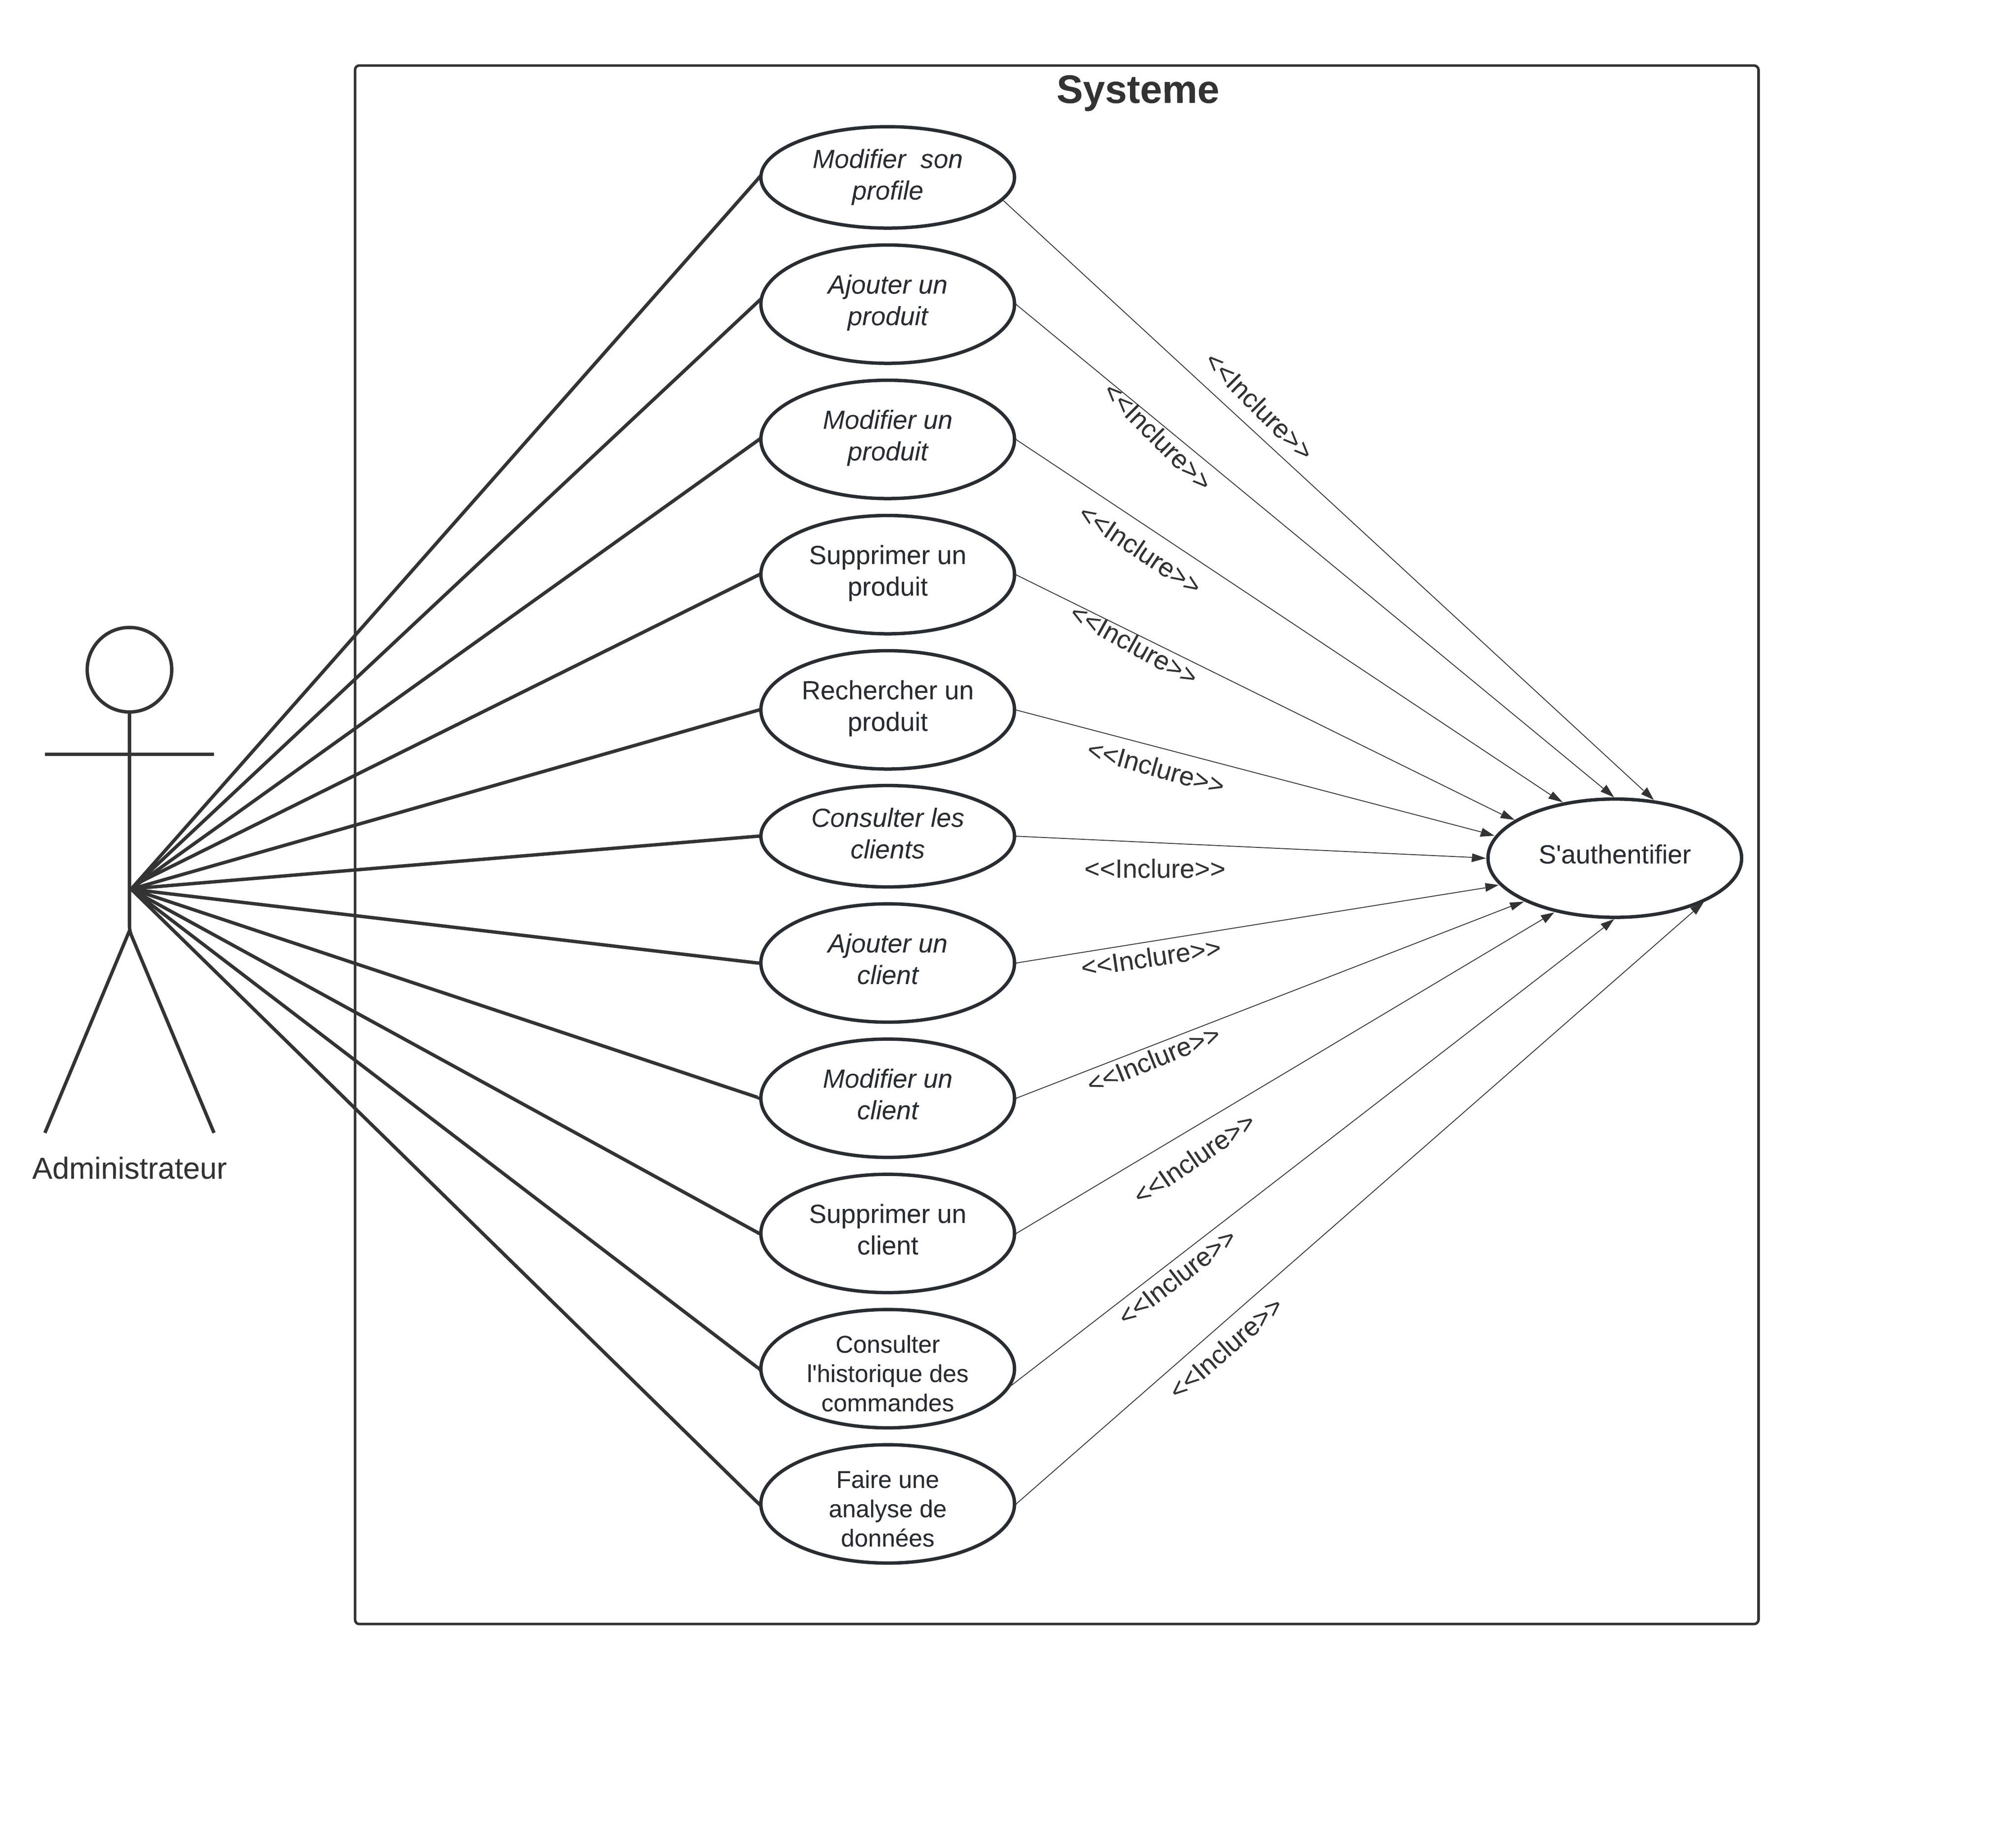 Systeme
Modifier  son
profile
Ajouter un
produit
<<Inclure>>
<<Inclure>>
Modifier un
produit
<<Inclure>>
Supprimer un
produit
<<Inclure>>
Rechercher un
produit
<<Inclure>>
Consulter les
clients
<<Inclure>>
S'authentifier
Ajouter un
client
<<Inclure>>
Modifier un
client
<<Inclure>>
Administrateur
<<Inclure>>
Supprimer un
client
<<Inclure>>
Consulter
l'historique des
commandes
<<Inclure>>
Faire une
analyse de
données